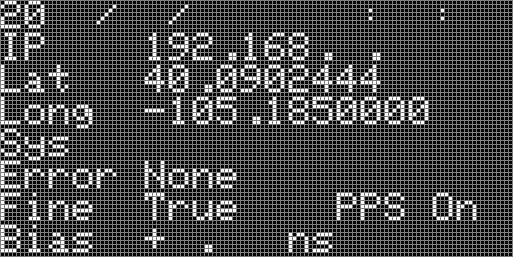 20 / / : :
IP 192.168. .
Lat 40.0902444
Long -105.1850000
Sys
Error None
Fine True PPS On
Bias + . ns